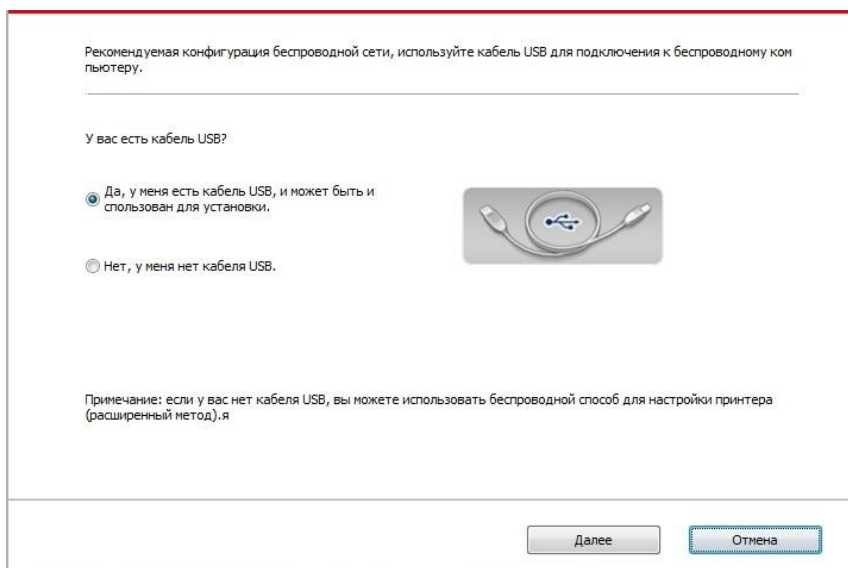 Рекомендуемая конфигурация беспроводной сети, используйте кабель USB для подключения к беспроводному ком
пьютеру.
У вас есть кабель USB?
Да, у меня есть кабель USB, и может быть и
спользован для установки.
Нет, у меня нет кабеля USB.
Примечание: если у вас нет кабеля USB, вы можете использовать беспроводной способ для настройки принтера
(расширенный метод).я
Далее
Отмена